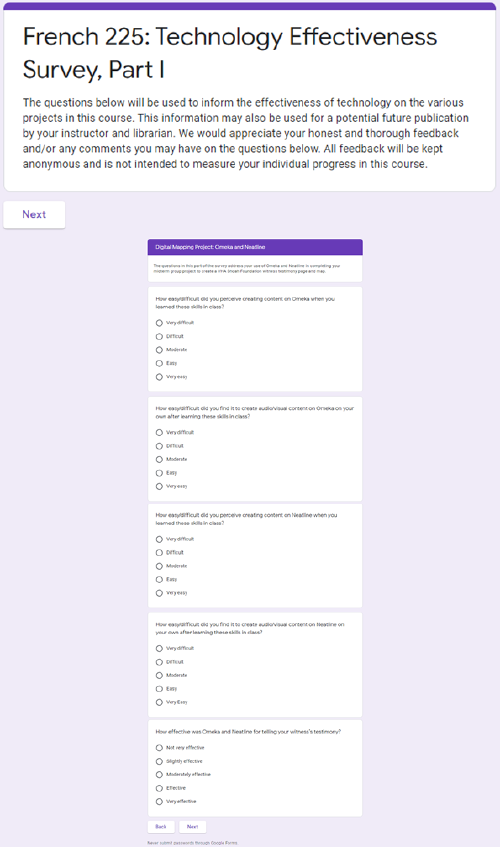 French 225: Technology Effectiveness
Survey, Part I
The questions below will be used to inform the effectiveness of technology on the various
projects in this course. This information may also be used for a potential future publication
by your instructor and librarian. We would appreciate your honest and thorough feedback
and/or any comments you may have on the questions below. All feedback will be kept
anonymous and is not intended to measure your individual progress in this course.
Next
Digital Mapping Project: Omeka and Neatline
The questions in this part of the survey address your use of Omeka and Neatline in completing your
midterm group project to create a Shoah Foundation witness testimony page and map.
How easy/difficult did you perceive creating content on Omeka when you
learned these skills in class?
Very difficult
Difficult
Moderate
Easy
Very easy
How easy/difficult did you find it to create audio/visual content on Omeka on your
own after learning these skills in class?
Very difficult
Difficult
Moderate
Easy
Very easy
How easy/difficult did you perceive creating content on Neatline when you
learned these skills in class?
Very difficult
Difficult
Moderate
Easy
Very easy
How easy/difficult did you find it to create audio/visual content on Neatline on
your own after learning these skills in class?
Very difficult
Difficult
Moderate
Easy
Very Easy
How effective was Omeka and Neatline for telling your witness's testimony?
Not very effective
Slightly effective
Moderately effective
Effective
Very effective
Back
Next
Never submit passwords through Google Forms.